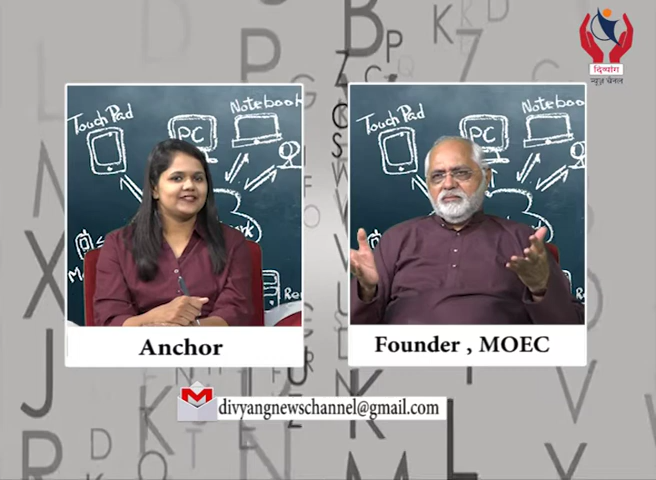 दिव्यांग
न्यूज़ चैनल
Touch Pad
PC
Notebook
Touch Pad
PC
Notebook
Anchor
Founder , MOEC
divyangnewschannel@gmail.com